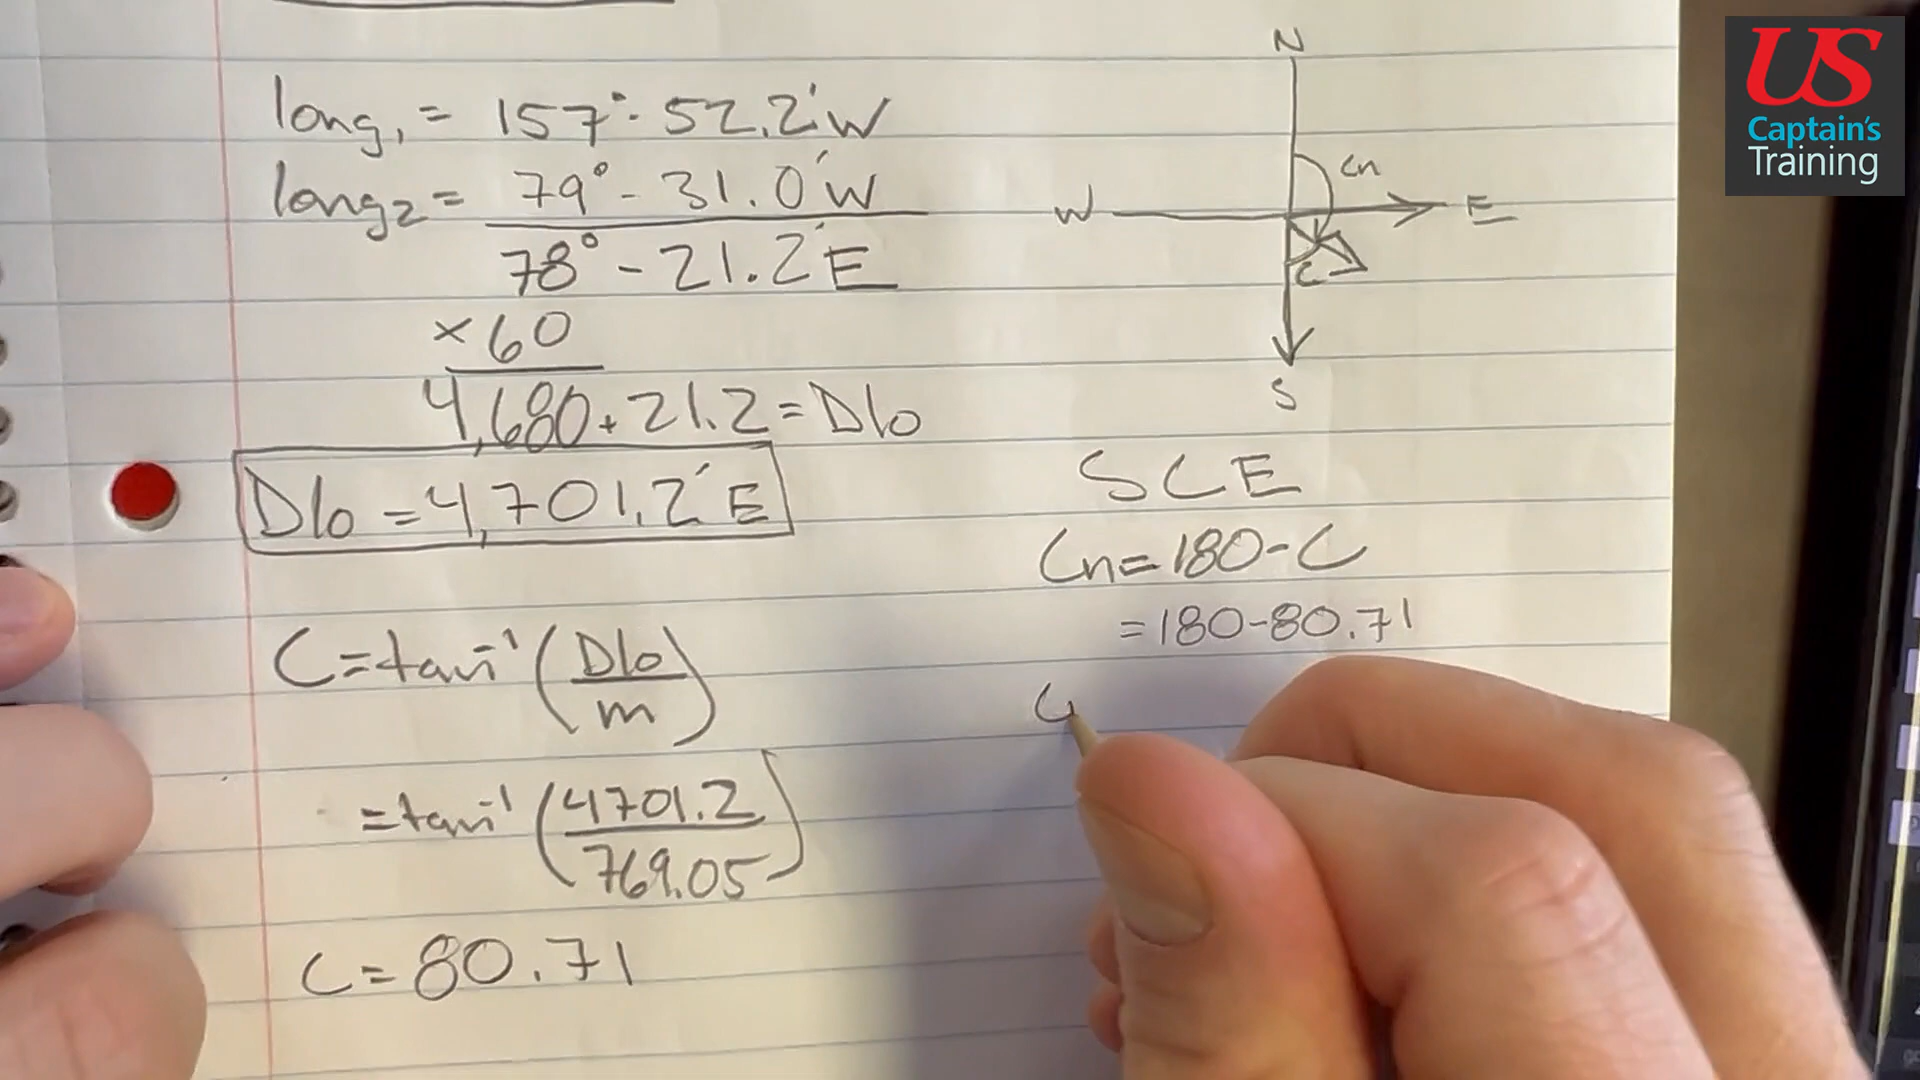 long₁ = 157° - 52.2'W
long₂ = 79° - 31.0'W
78° - 21.2'E
× 60
4,680 + 21.2 = Dlo
Dlo = 4,701.2'E
C = tan⁻¹ (Dlo/m)
= tan⁻¹ (4701.2/769.05)
C = 80.71
N
Cn
W
E
C
S
SCE
Cn = 180 - C
= 180 - 80.71
C
US
Captain's
Training